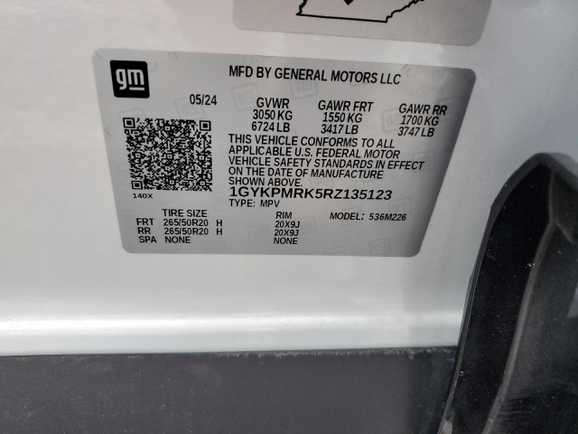 gm
MFD BY GENERAL MOTORS LLC
05/24 GVWR GAWR FRT GAWR RR
3050 KG 1550 KG 1700 KG
6724 LB 3417 LB 3747 LB
THIS VEHICLE CONFORMS TO ALL
APPLICABLE U.S. FEDERAL MOTOR
VEHICLE SAFETY STANDARDS IN EFFECT
ON THE DATE OF MANUFACTURE
SHOWN ABOVE.
140X
1GYKPMRK5RZ135123
TYPE: MPV MODEL: 536M226
TIRE SIZE RIM
FRT 265/50R20 H 20X9J
RR 265/50R20 H 20X9J
SPA NONE NONE